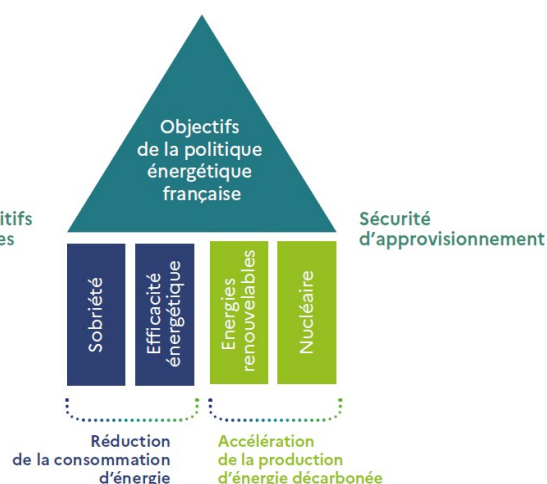 Objectifs
de la politique
énergétique
française
Sécurité
d'approvisionnement
Sobriété
Efficacité
énergétique
Energies
renouvelables
Nucléaire
Réduction
de la consommation
d'énergie
Accélération
de la production
d'énergie décarbonée